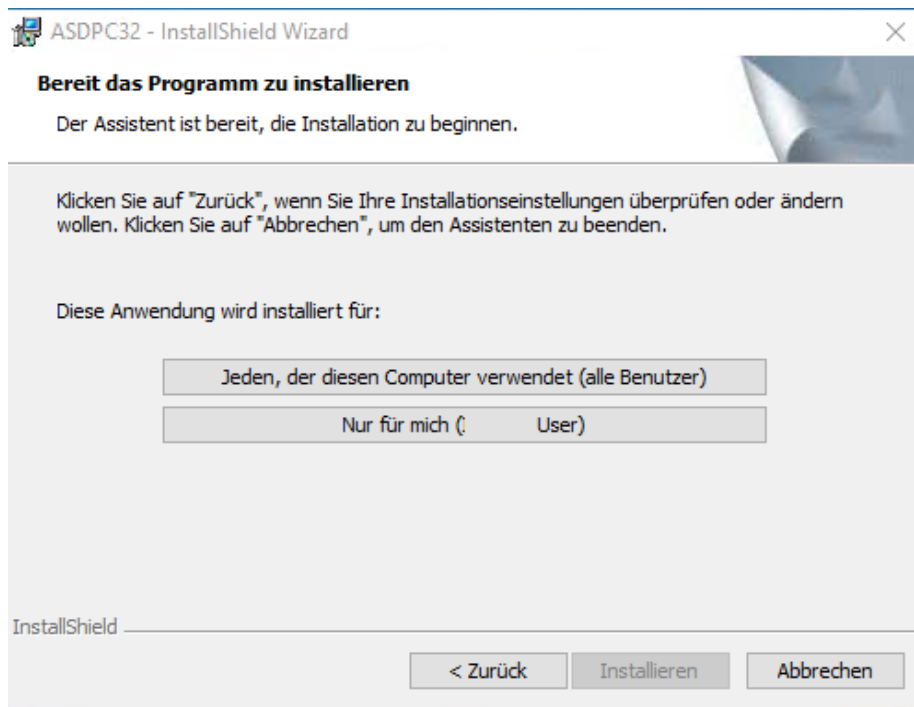 ASDPC32 - InstallShield Wizard
Bereit das Programm zu installieren
Der Assistent ist bereit, die Installation zu beginnen.
Klicken Sie auf "Zurück", wenn Sie Ihre Installationseinstellungen überprüfen oder ändern
wollen. Klicken Sie auf "Abbrechen", um den Assistenten zu beenden.
Diese Anwendung wird installiert für:
Jeden, der diesen Computer verwendet (alle Benutzer)
Nur für mich ( User)
InstallShield
< Zurück
Installieren
Abbrechen